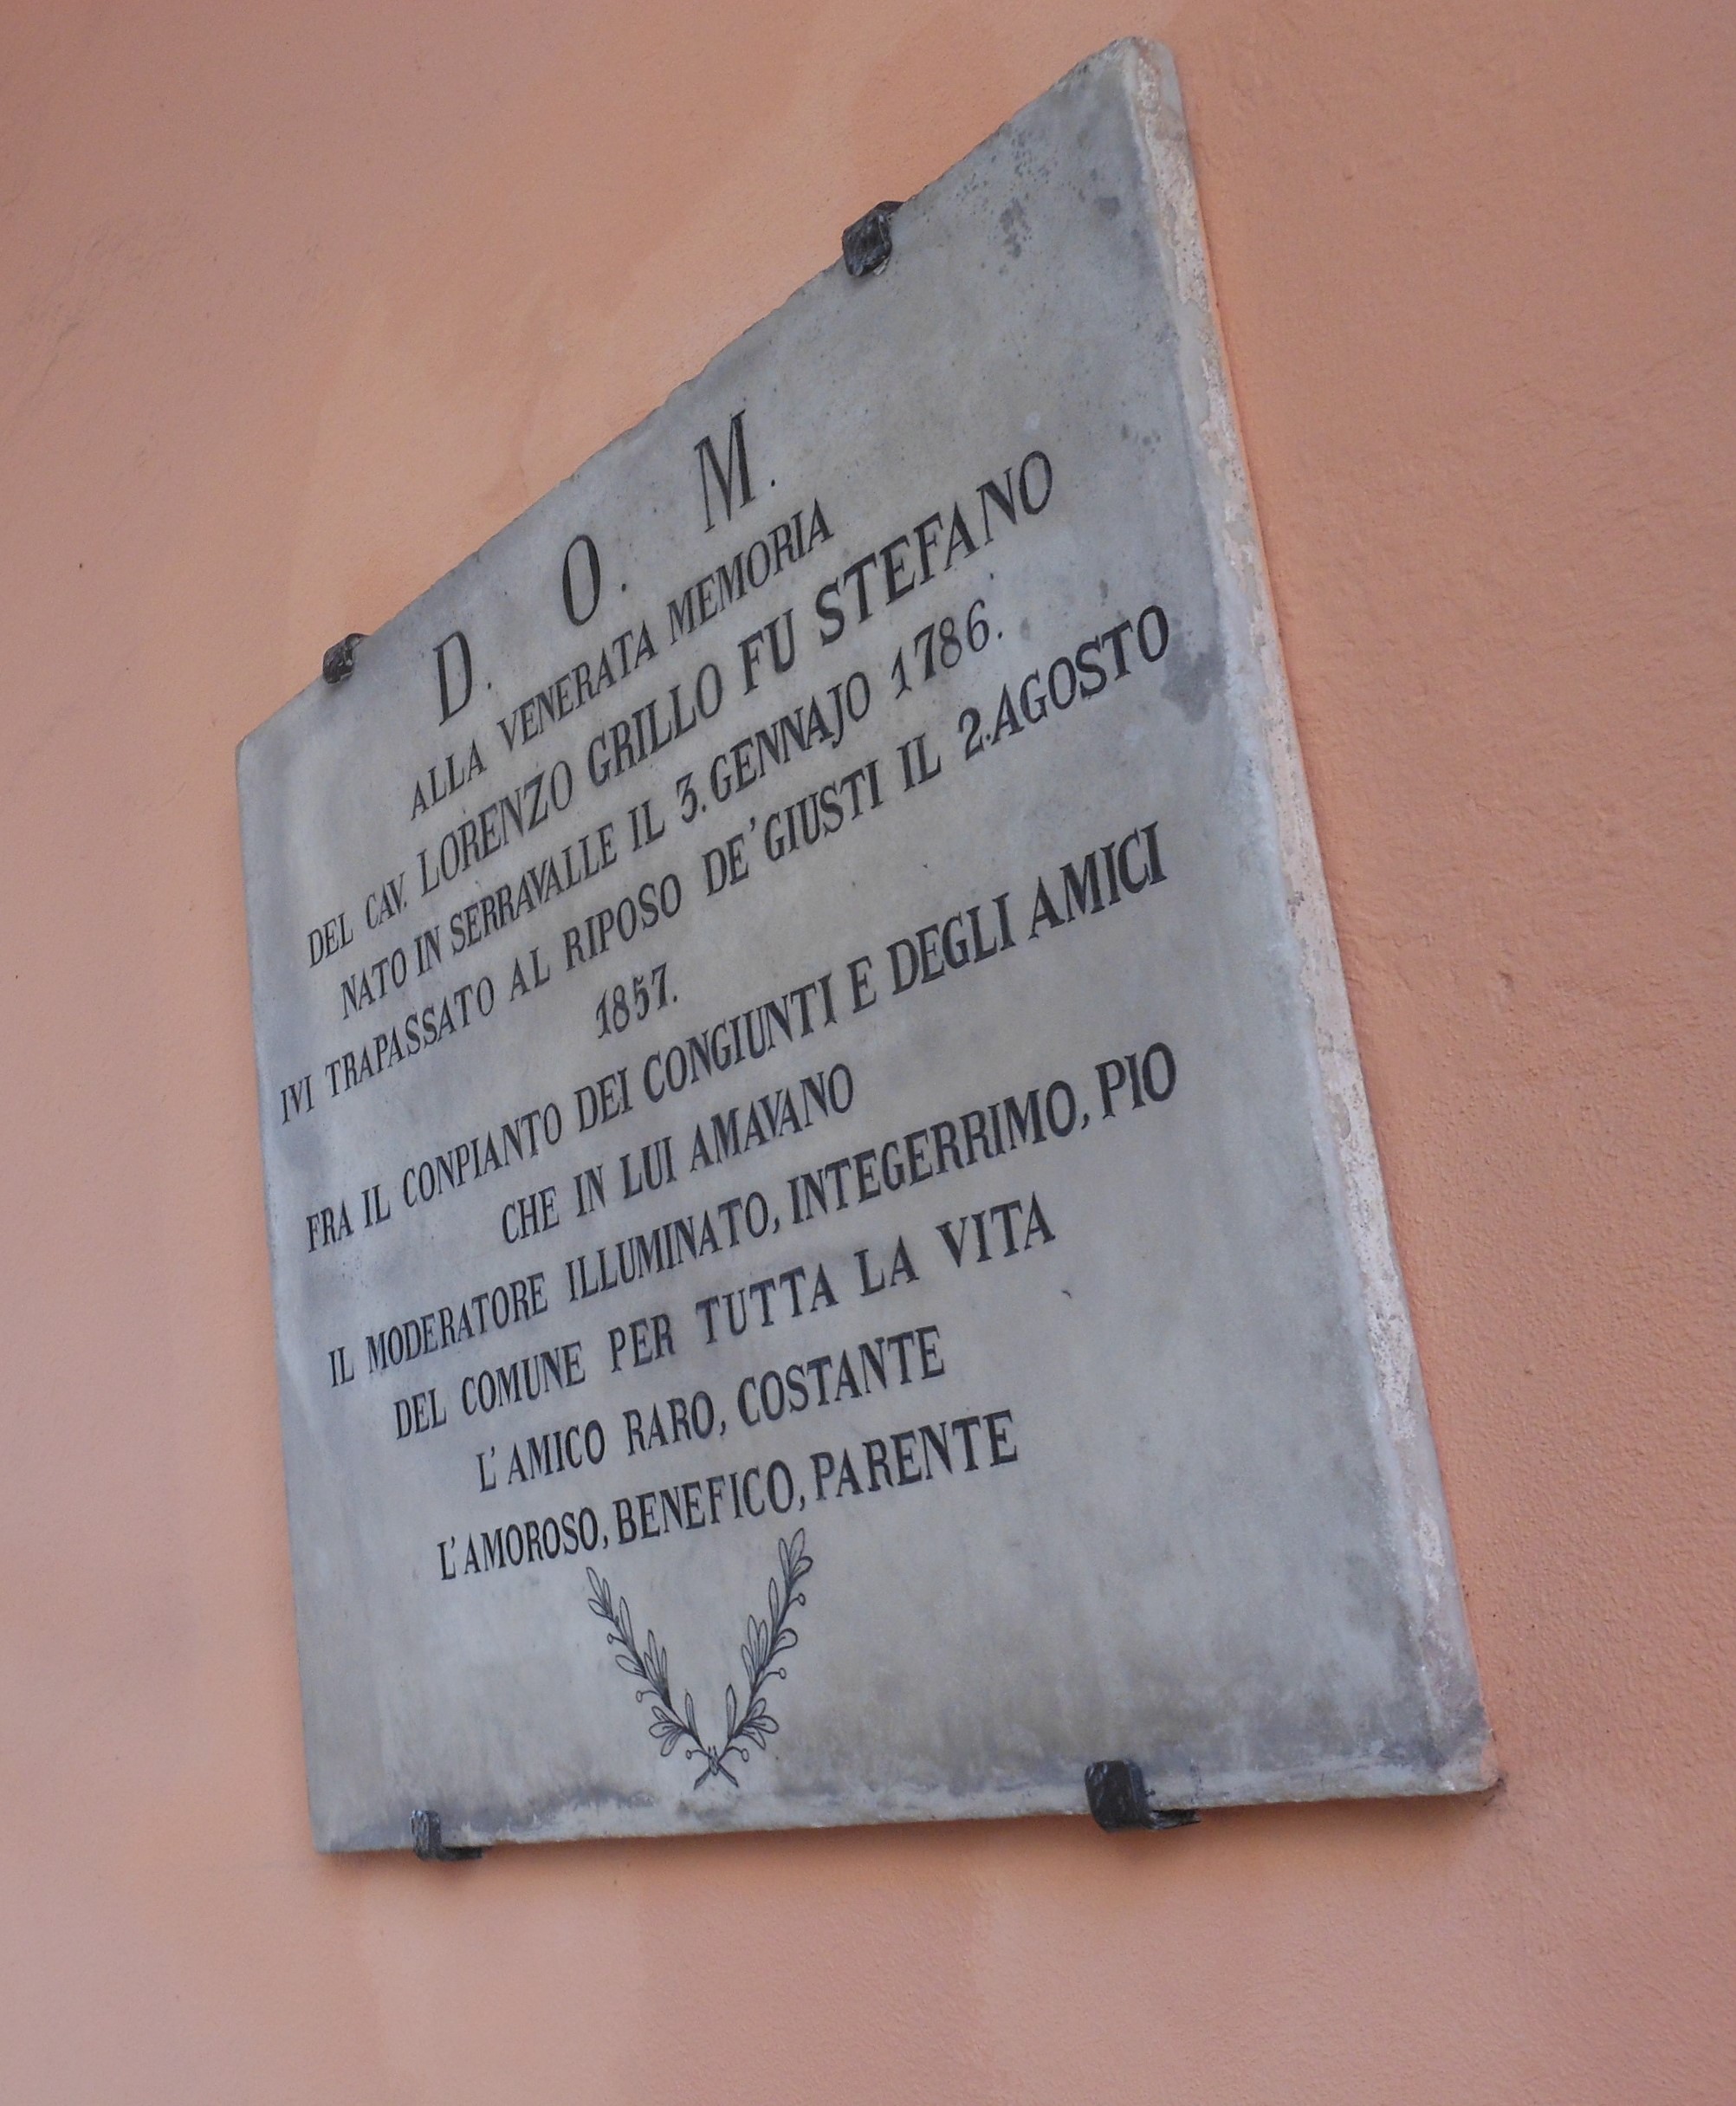 D. O. M.
ALLA VENERATA MEMORIA
DEL CAV. LORENZO GRILLO FU STEFANO
NATO IN SERRAVALLE IL 3. GENNAJO 1786.
IVI TRAPASSATO AL RIPOSO DE' GIUSTI IL 2. AGOSTO
1857.
FRA IL CONPIANTO DEI CONGIUNTI E DEGLI AMICI
CHE IN LUI AMAVANO
IL MODERATORE ILLUMINATO, INTEGERRIMO, PIO
DEL COMUNE PER TUTTA LA VITA
L'AMICO RARO, COSTANTE
L'AMOROSO, BENEFICO, PARENTE